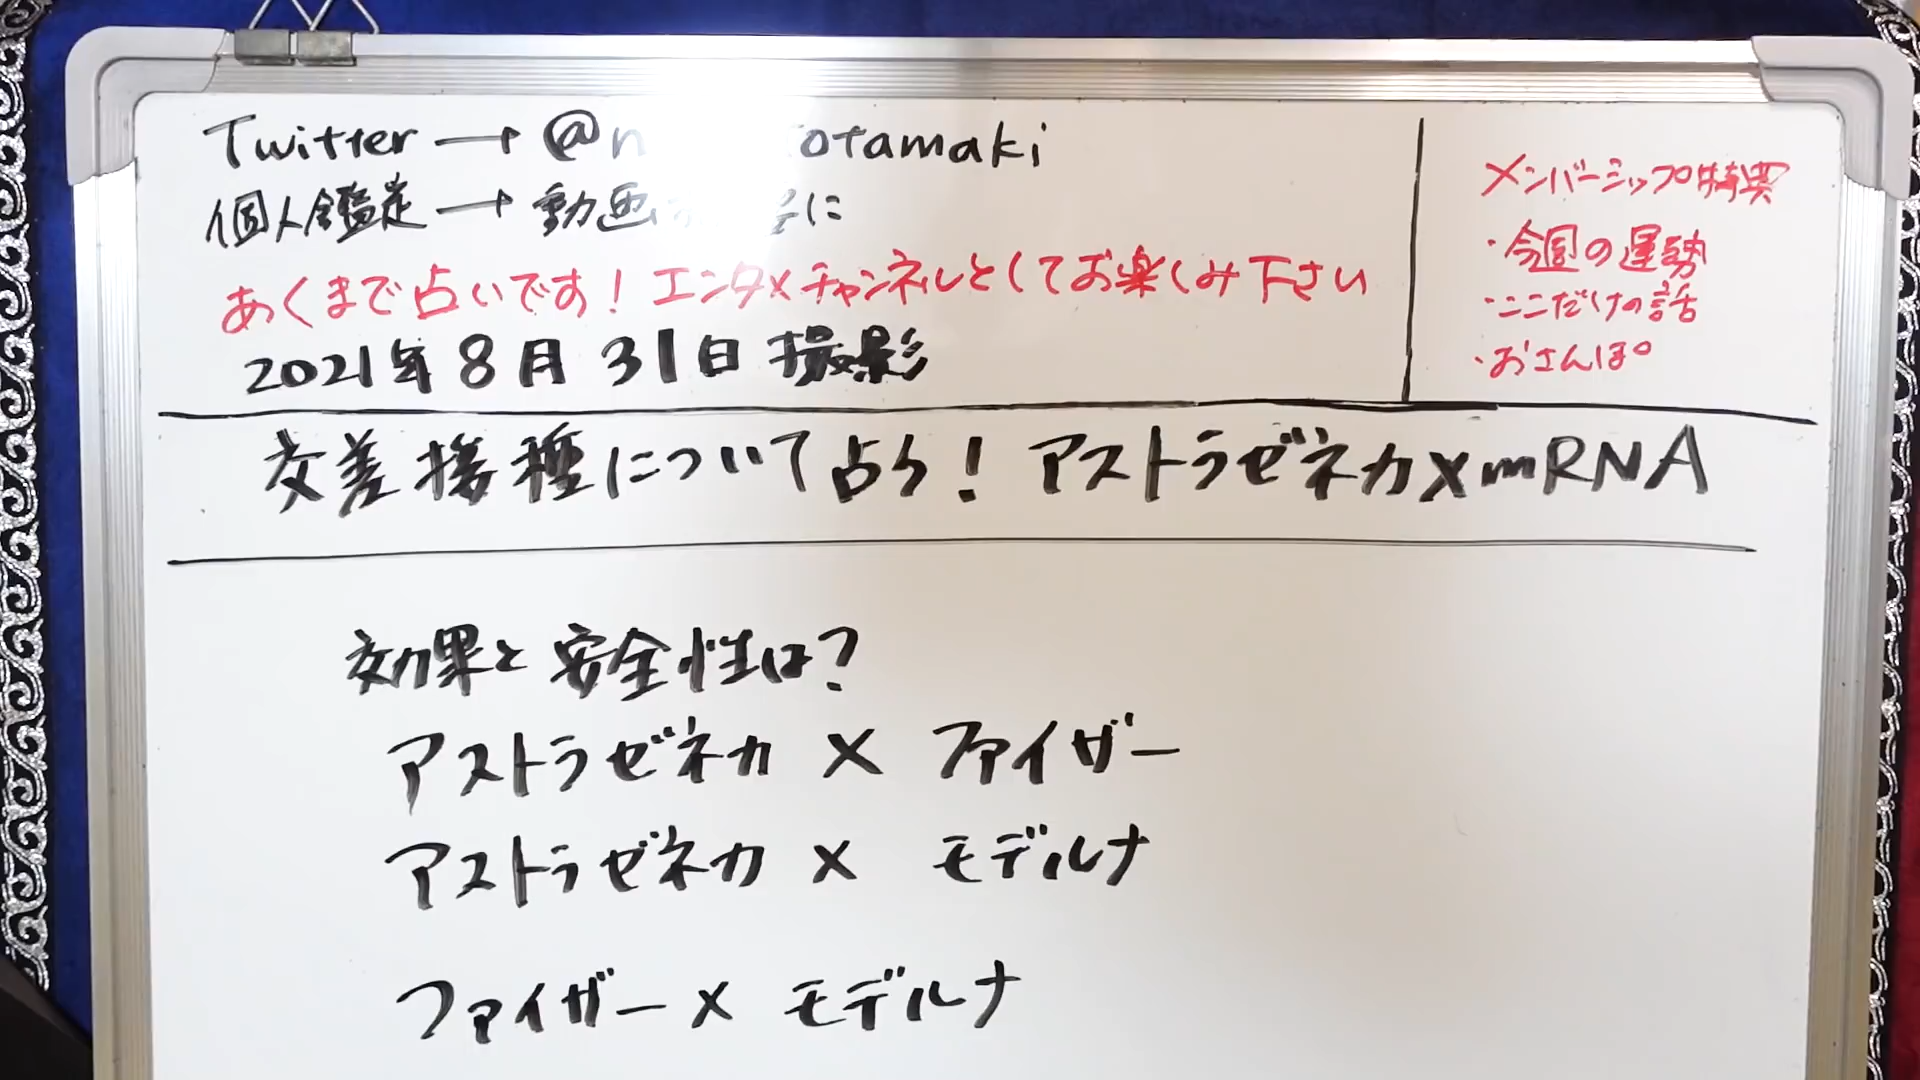 Twitter → @n otamaki
個人鑑定 → 動画 に
あくまで占いです！エンタメチャンネルとしてお楽しみ下さい
2021年8月31日撮影
メンバーシップ特典
・今週の運勢
・ここだけの話
・おさんぽ
交差接種について占う！アストラゼネカ×mRNA
効果と安全性は？
アストラゼネカ × ファイザー
アストラゼネカ × モデルナ
ファイザー × モデルナ